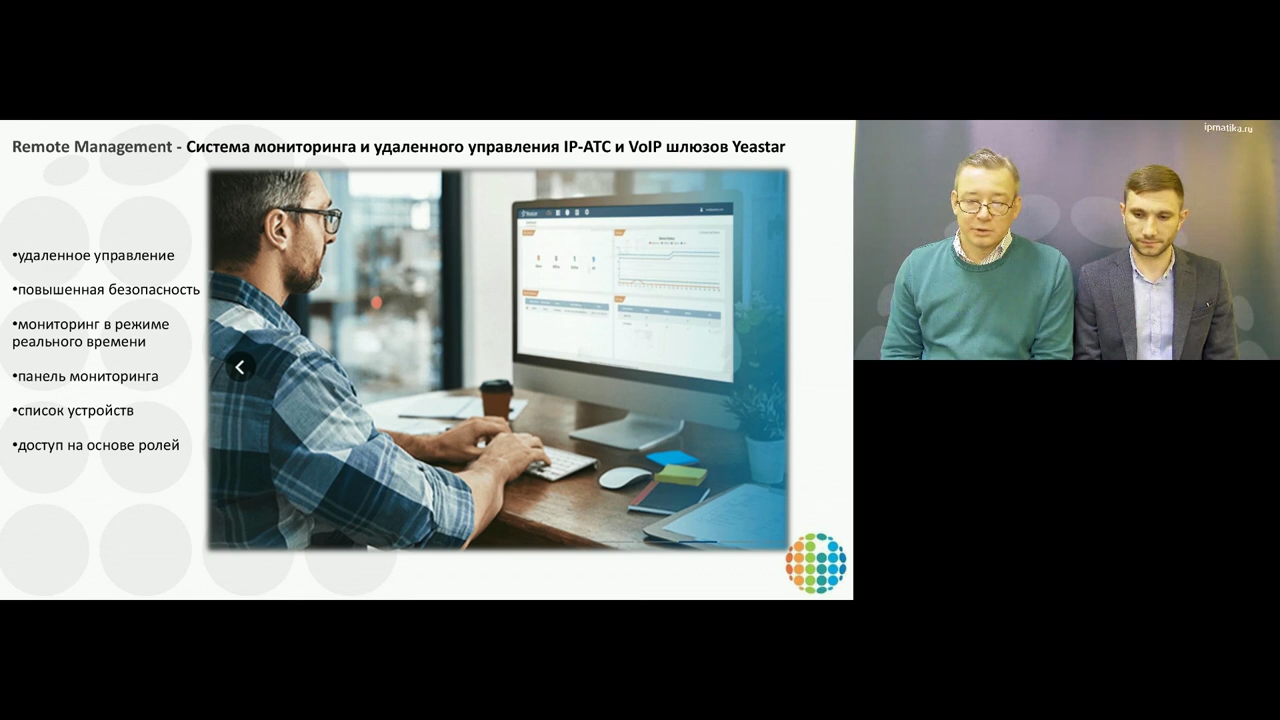 Remote Management - Система мониторинга и удаленного управления IP-АТС и VoIP шлюзов Yeastar
ipmatika.ru
•удаленное управление
•повышенная безопасность
•мониторинг в режиме
реального времени
•панель мониторинга
•список устройств
•доступ на основе ролей